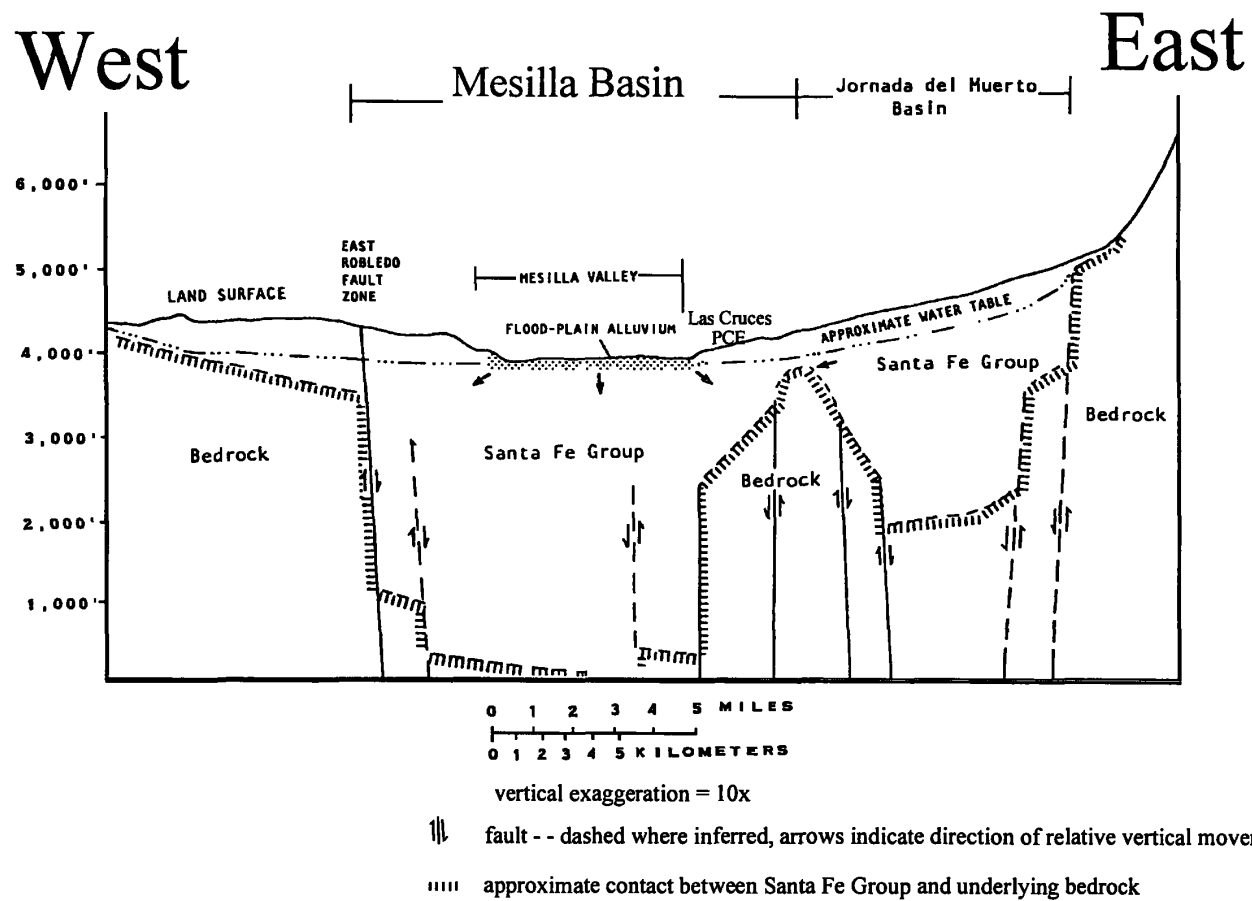 West
East
Mesilla Basin
Jornada del Muerto
Basin
6,000'
5,000'
4,000'
3,000'
2,000'
1,000'
EAST
ROBLEDO
FAULT
ZONE
LAND SURFACE
MESILLA VALLEY
FLOOD-PLAIN ALLUVIUM
Las Cruces
PCE
APPROXIMATE WATER TABLE
Santa Fe Group
Bedrock
Santa Fe Group
Bedrock
Bedrock
0 1 2 3 4 5 MILES
0 1 2 3 4 5 KILOMETERS
vertical exaggeration = 10x
fault - - dashed where inferred, arrows indicate direction of relative vertical mover
approximate contact between Santa Fe Group and underlying bedrock